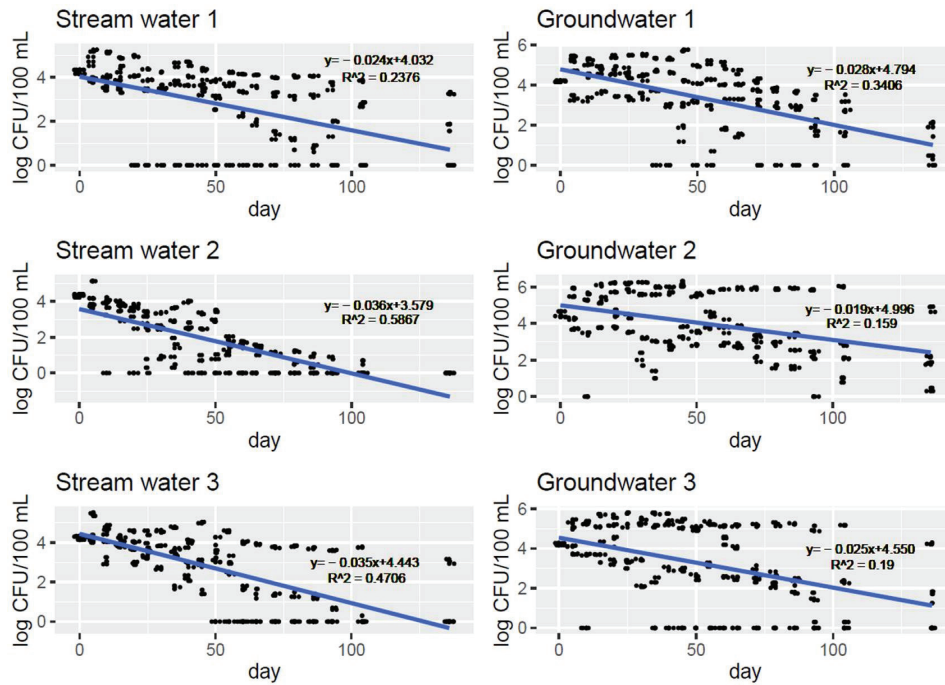 Stream water 1
log CFU/100 mL
4
2
0
y= − 0.024x+4.032
R^2 = 0.2376
0
50
100
day
Groundwater 1
log CFU/100 mL
6
4
2
0
y= − 0.028x+4.794
R^2 = 0.3406
0
50
100
day
Stream water 2
log CFU/100 mL
4
2
0
y= − 0.036x+3.579
R^2 = 0.5867
0
50
100
day
Groundwater 2
log CFU/100 mL
6
4
2
0
y= − 0.019x+4.996
R^2 = 0.159
0
50
100
day
Stream water 3
log CFU/100 mL
4
2
0
y= − 0.035x+4.443
R^2 = 0.4706
0
50
100
day
Groundwater 3
log CFU/100 mL
6
4
2
0
y= − 0.025x+4.550
R^2 = 0.19
0
50
100
day